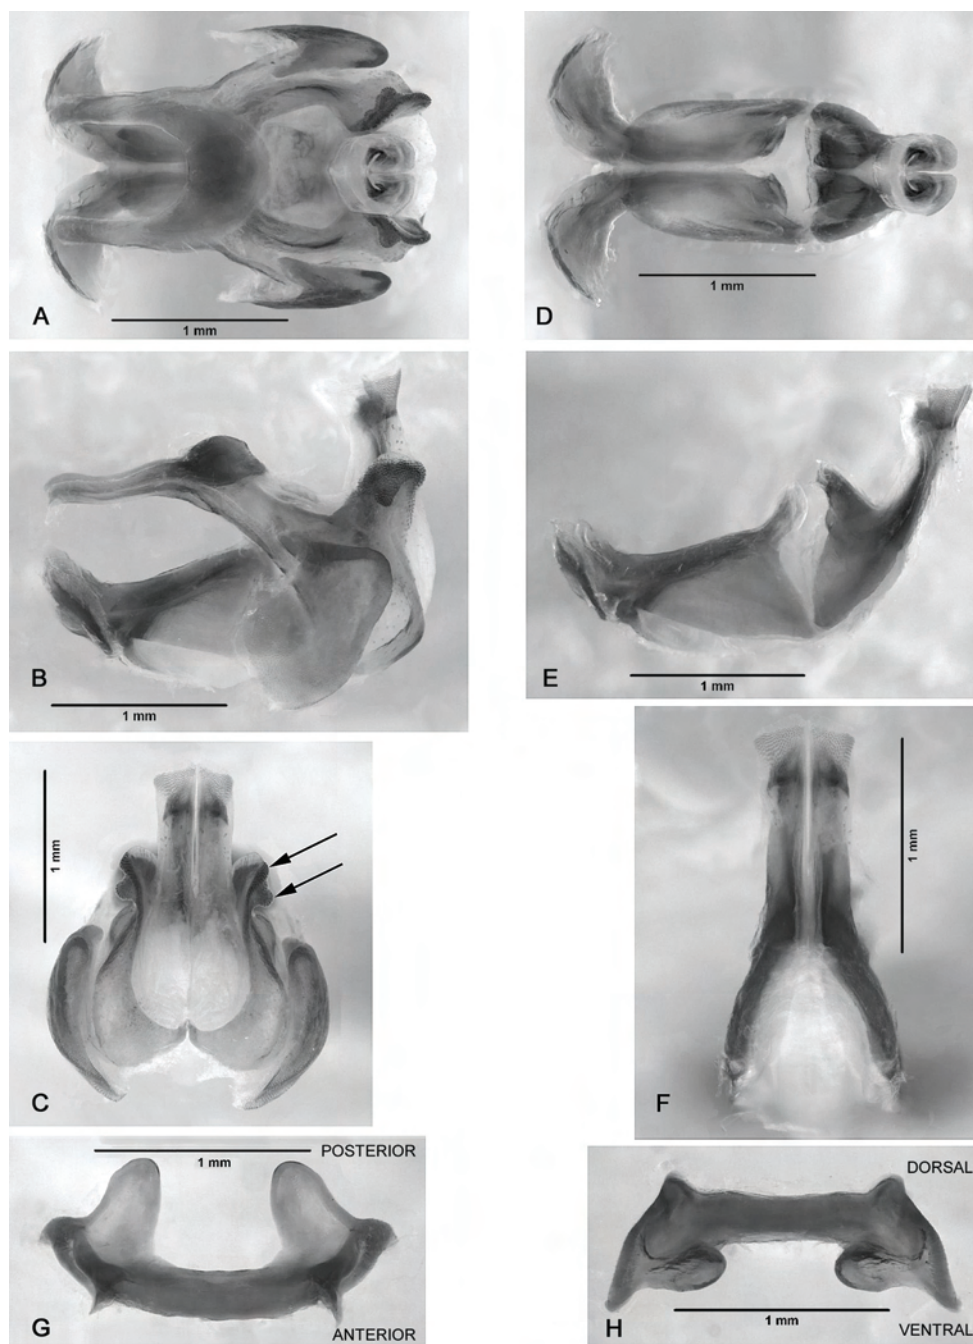 A
1 mm
D
1 mm
B
1 mm
E
1 mm
1 mm
C
1 mm
F
POSTERIOR
1 mm
G
ANTERIOR
DORSAL
1 mm
H
VENTRAL